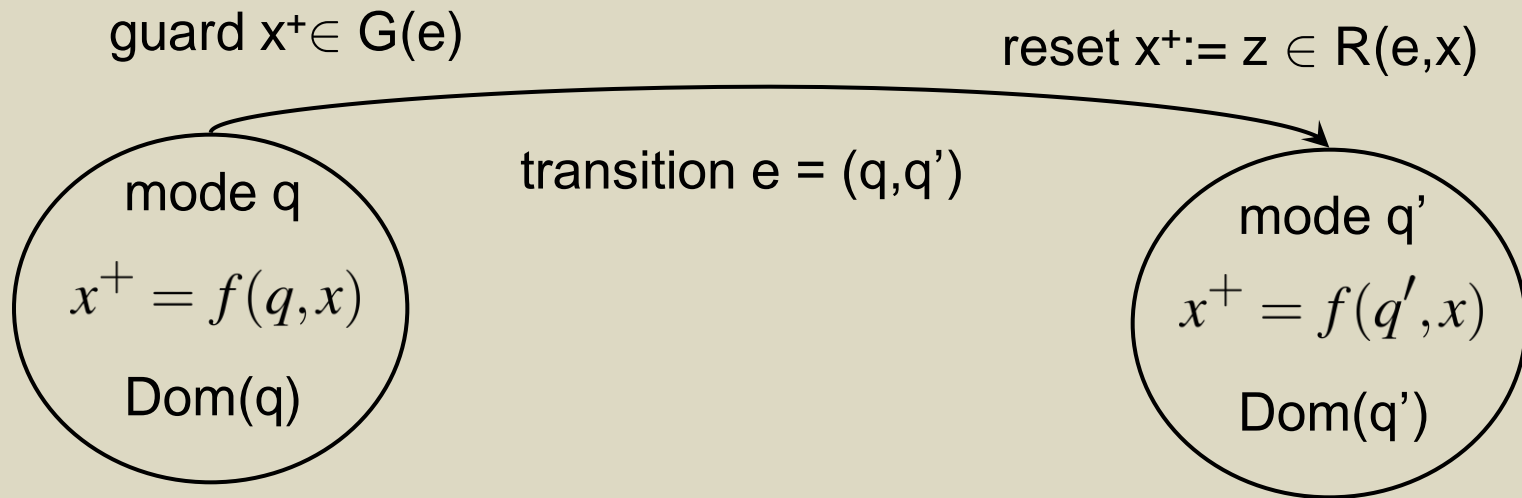 guard x⁺∈ G(e)
reset x⁺:= z ∈ R(e,x)
transition e = (q,q’)
mode q
x⁺ = f(q,x)
Dom(q)
mode q’
x⁺ = f(q′,x)
Dom(q’)